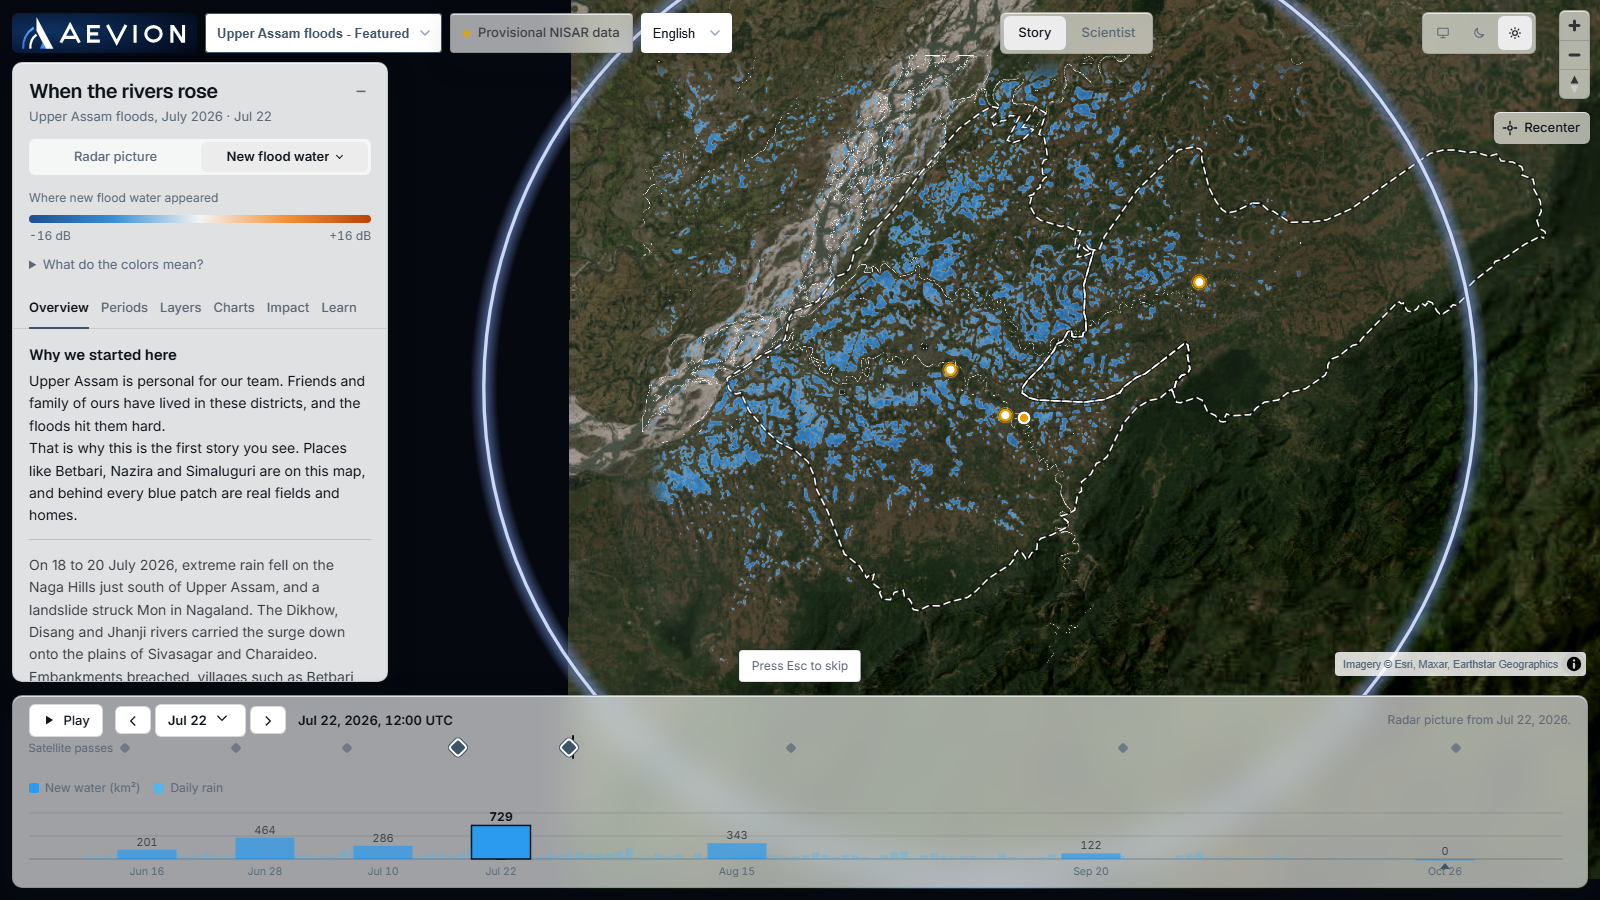 AEVION
Upper Assam floods - Featured
Provisional NISAR data
English
Story
Scientist
Recenter
When the rivers rose
Upper Assam floods, July 2026 · Jul 22
Radar picture
New flood water
Where new flood water appeared
-16 dB
+16 dB
What do the colors mean?
Overview
Periods
Layers
Charts
Impact
Learn
Why we started here
Upper Assam is personal for our team. Friends and
family of ours have lived in these districts, and the
floods hit them hard.
That is why this is the first story you see. Places
like Betbari, Nazira and Simaluguri are on this map,
and behind every blue patch are real fields and
homes.
On 18 to 20 July 2026, extreme rain fell on the
Naga Hills just south of Upper Assam, and a
landslide struck Mon in Nagaland. The Dikhow,
Disang and Jhanji rivers carried the surge down
onto the plains of Sivasagar and Charaideo.
Embankments breached, villages such as Betbari
Press Esc to skip
Imagery © Esri, Maxar, Earthstar Geographics
Play
Jul 22
Jul 22, 2026, 12:00 UTC
Radar picture from Jul 22, 2026.
Satellite passes
New water (km²)
Daily rain
201
464
286
729
343
122
0
Jun 16
Jun 28
Jul 10
Jul 22
Aug 15
Sep 20
Oct 26